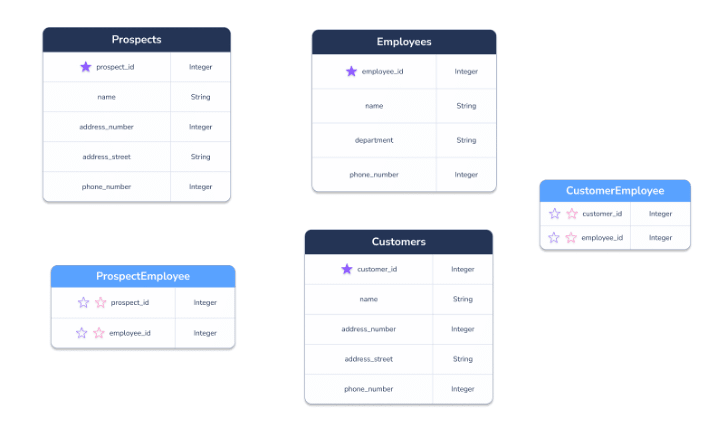 Prospects
prospect_id Integer
name String
address_number Integer
address_street String
phone_number Integer
Employees
employee_id Integer
name String
department String
phone_number Integer
CustomerEmployee
customer_id Integer
employee_id Integer
ProspectEmployee
prospect_id Integer
employee_id Integer
Customers
customer_id Integer
name String
address_number Integer
address_street String
phone_number Integer